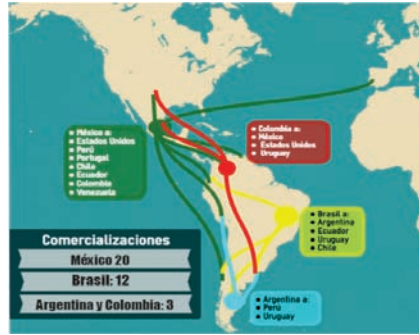 México a:
Estados Unidos
Perú
Portugal
Chile
Ecuador
Colombia
Venezuela
Colombia a:
México
Estados Unidos
Uruguay
Brasil a:
Argentina
Ecuador
Uruguay
Chile
Comercializaciones
México 20
Brasil: 12
Argentina y Colombia: 3
Argentina a:
Perú
Uruguay